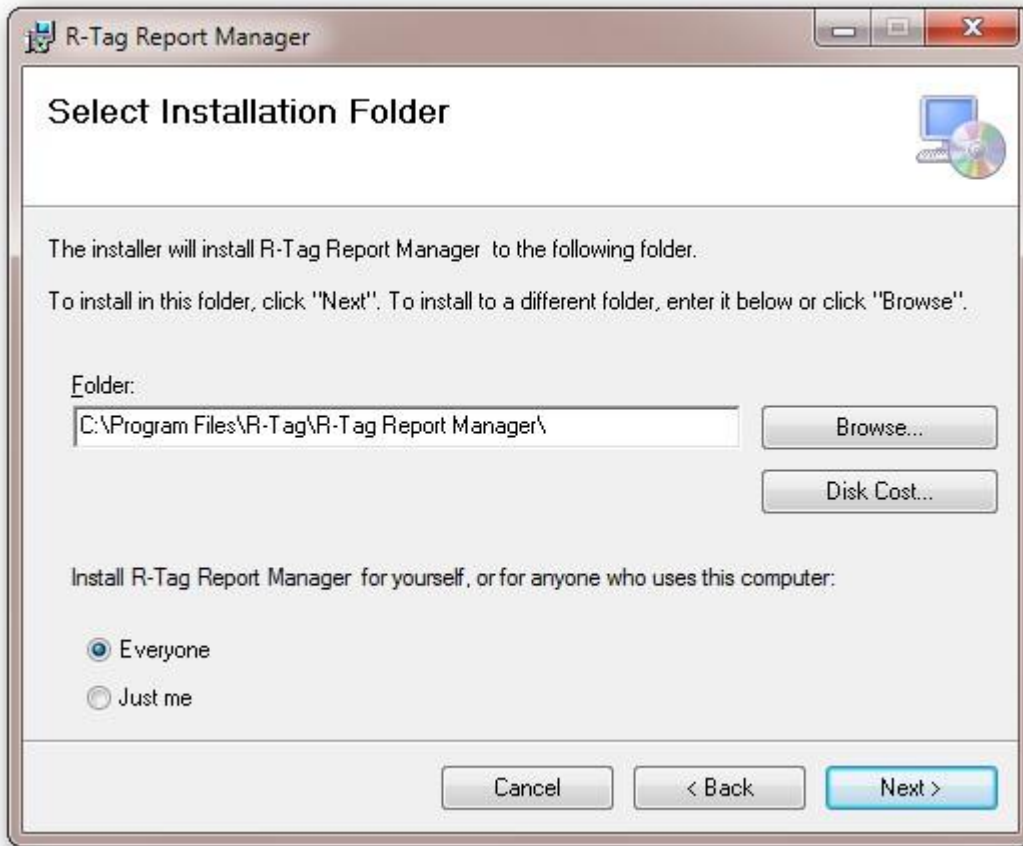 R-Tag Report Manager
Select Installation Folder
The installer will install R-Tag Report Manager to the following folder.
To install in this folder, click "Next". To install to a different folder, enter it below or click "Browse".
Folder:
C:\Program Files\R-Tag\R-Tag Report Manager\
Browse...
Disk Cost...
Install R-Tag Report Manager for yourself, or for anyone who uses this computer:
Everyone
Just me
Cancel
< Back
Next >